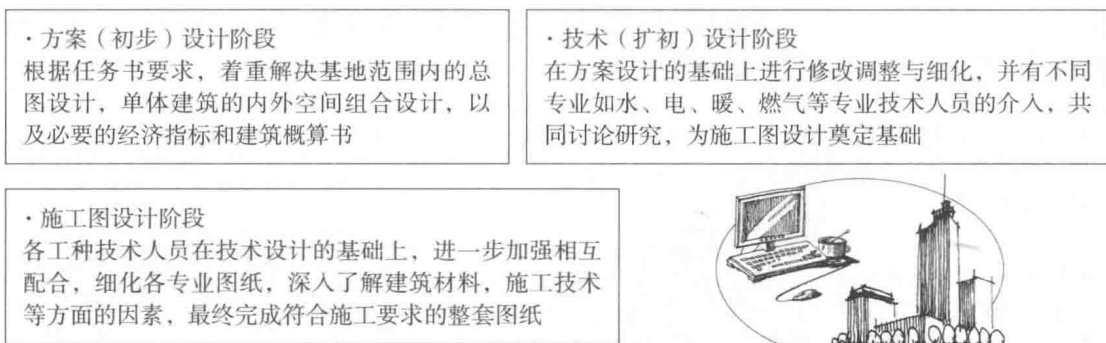 ·方案（初步）设计阶段
根据任务书要求，着重解决基地范围内的总
图设计，单体建筑的内外空间组合设计，以
及必要的经济指标和建筑概算书
·技术（扩初）设计阶段
在方案设计的基础上进行修改调整与细化，并有不同
专业如水、电、暖、燃气等专业技术人员的介入，共
同讨论研究，为施工图设计奠定基础
·施工图设计阶段
各工种技术人员在技术设计的基础上，进一步加强相互
配合，细化各专业图纸，深入了解建筑材料，施工技术
等方面的因素，最终完成符合施工要求的整套图纸